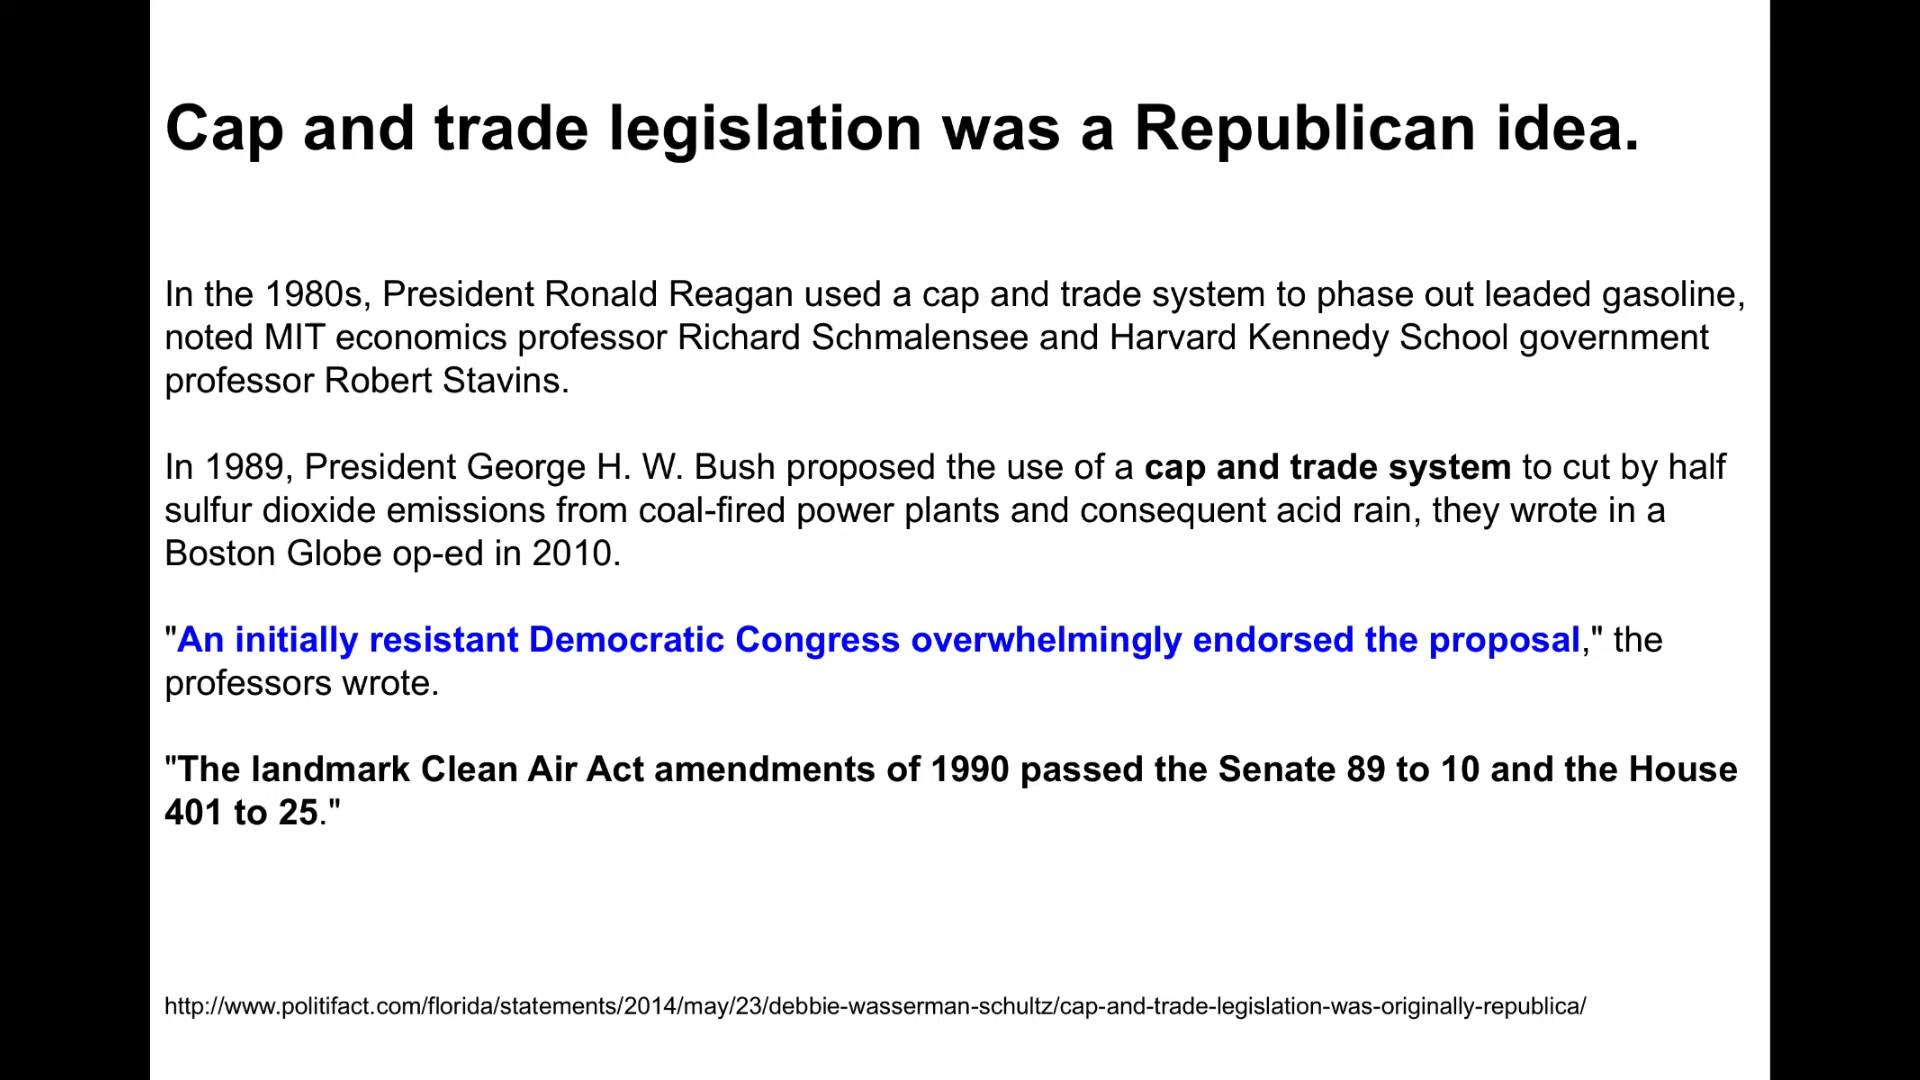 Cap and trade legislation was a Republican idea.
In the 1980s, President Ronald Reagan used a cap and trade system to phase out leaded gasoline,
noted MIT economics professor Richard Schmalensee and Harvard Kennedy School government
professor Robert Stavins.
In 1989, President George H. W. Bush proposed the use of a cap and trade system to cut by half
sulfur dioxide emissions from coal-fired power plants and consequent acid rain, they wrote in a
Boston Globe op-ed in 2010.
"An initially resistant Democratic Congress overwhelmingly endorsed the proposal," the
professors wrote.
"The landmark Clean Air Act amendments of 1990 passed the Senate 89 to 10 and the House
401 to 25."
http://www.politifact.com/florida/statements/2014/may/23/debbie-wasserman-schultz/cap-and-trade-legislation-was-originally-republica/